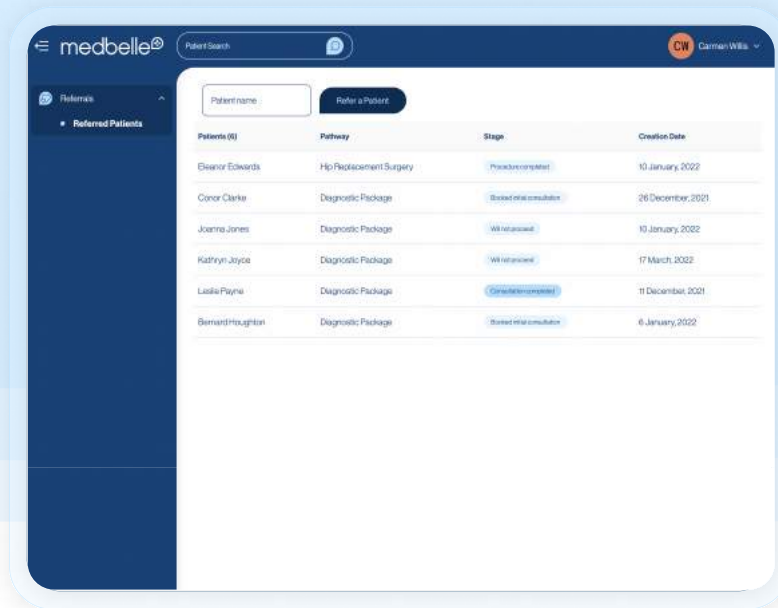 medbelle
Patient Search
CW Carmen Willis
Referrals
Referred Patients
Patient name
Refer a Patient
Patients (6) Pathway Stage Creation Date
Eleanor Edwards Hip Replacement Surgery Procedure completed 10 January, 2022
Conor Clarke Diagnostic Package Booked initial consultation 26 December, 2021
Joanna Jones Diagnostic Package Will not proceed 10 January, 2022
Kathryn Joyce Diagnostic Package Will not proceed 17 March, 2022
Leslie Payne Diagnostic Package Consultation completed 11 December, 2021
Bernard Houghton Diagnostic Package Booked initial consultation 6 January, 2022